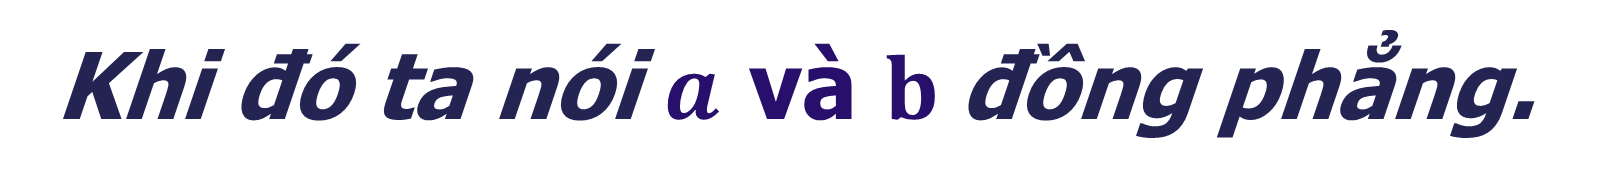 Khi đó ta nói a và b đồng phẳng.